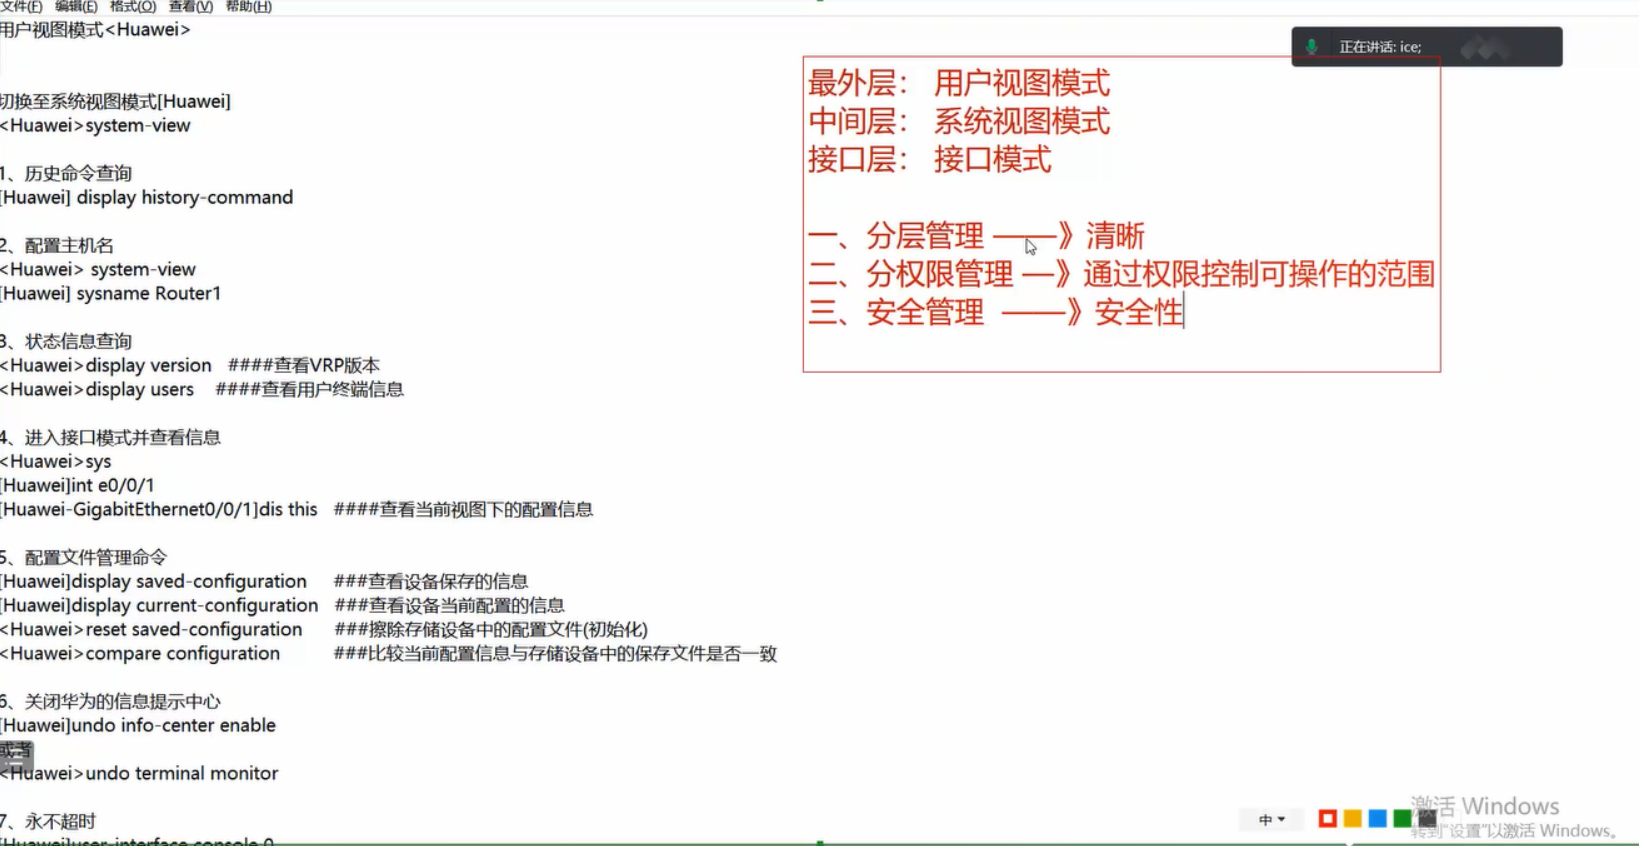 文件(F) 编辑(E) 格式(O) 查看(V) 帮助(H)
用户视图模式<Huawei>
切换至系统视图模式[Huawei]
<Huawei>system-view
1、历史命令查询
[Huawei] display history-command
2、配置主机名
<Huawei> system-view
[Huawei] sysname Router1
3、状态信息查询
<Huawei>display version ####查看VRP版本
<Huawei>display users ####查看用户终端信息
4、进入接口模式并查看信息
<Huawei>sys
[Huawei]int e0/0/1
[Huawei-GigabitEthernet0/0/1]dis this ####查看当前视图下的配置信息
5、配置文件管理命令
[Huawei]display saved-configuration ###查看设备保存的信息
[Huawei]display current-configuration ###查看设备当前配置的信息
<Huawei>reset saved-configuration ###擦除存储设备中的配置文件(初始化)
<Huawei>compare configuration ###比较当前配置信息与存储设备中的保存文件是否一致
6、关闭华为的信息提示中心
[Huawei]undo info-center enable
或者
<Huawei>undo terminal monitor
7、永不超时
[Huawei]user-interface console 0
正在讲话: ice;
最外层： 用户视图模式
中间层： 系统视图模式
接口层： 接口模式
一、分层管理 ——》清晰
二、分权限管理 —》通过权限控制可操作的范围
三、安全管理 ——》安全性
中
激活 Windows
转到"设置"以激活 Windows。